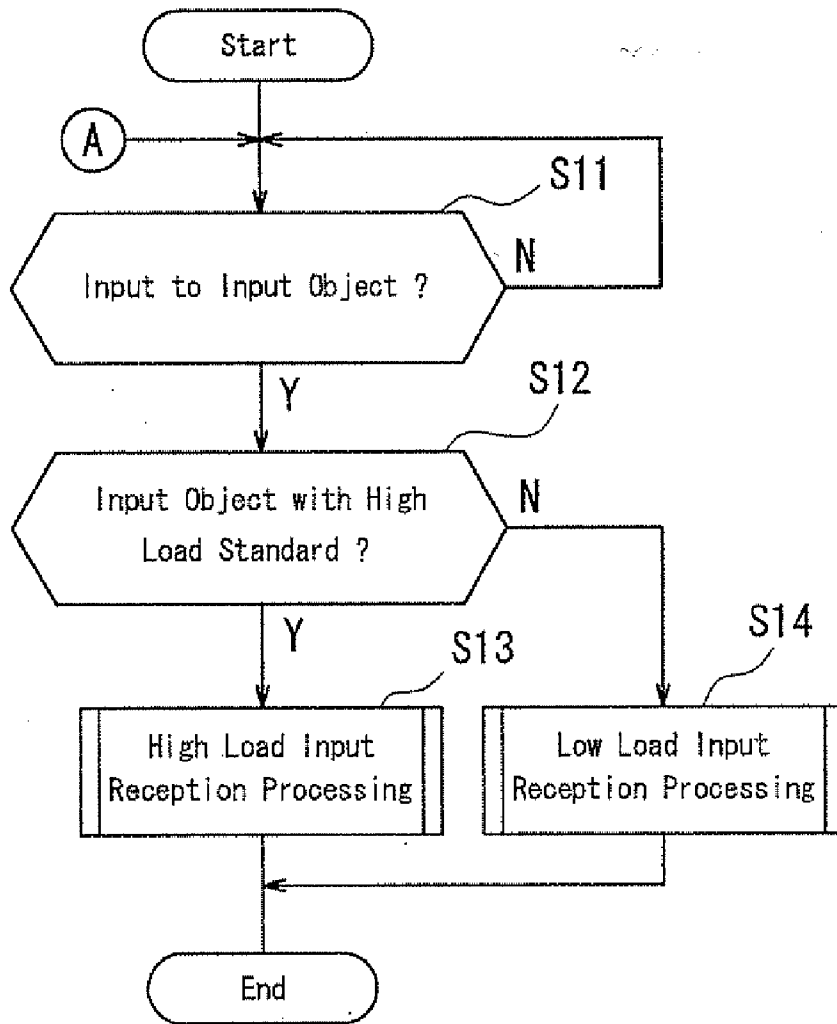 Start
A
S11
Input to Input Object ?
N
Y
S12
Input Object with High
Load Standard ?
N
Y
S13
S14
High Load Input
Reception Processing
Low Load Input
Reception Processing
End